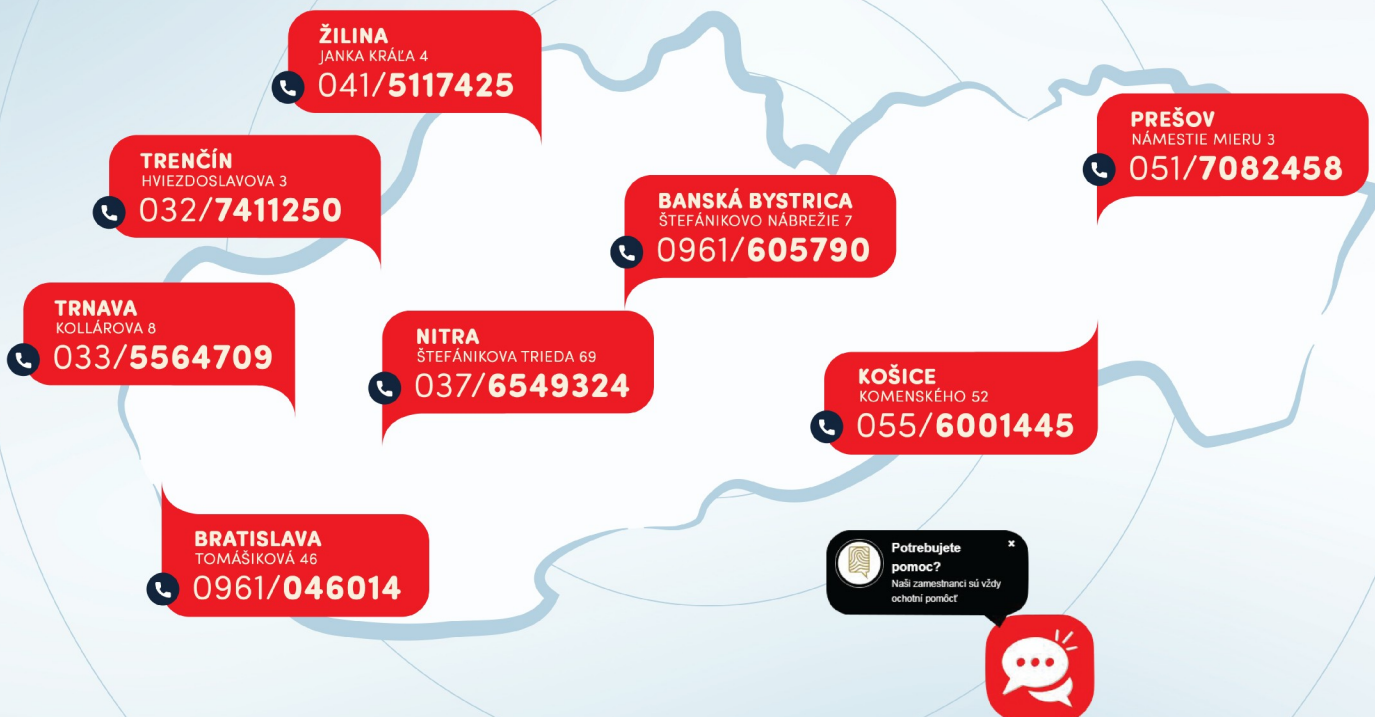 ŽILINA
JANKA KRÁĽA 4
041/5117425
PREŠOV
NÁMESTIE MIERU 3
051/7082458
TRENČÍN
HVIEZDOSLAVOVA 3
032/7411250
BANSKÁ BYSTRICA
ŠTEFÁNIKOVO NÁBREŽIE 7
0961/605790
TRNAVA
KOLLÁROVA 8
033/5564709
NITRA
ŠTEFÁNIKOVA TRIEDA 69
037/6549324
KOŠICE
KOMENSKÉHO 52
055/6001445
BRATISLAVA
TOMÁŠIKOVÁ 46
0961/046014
Potrebujete x
pomoc?
Naši zamestnanci sú vždy
ochotní pomôcť